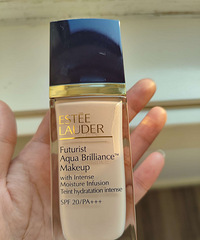 ESTĒE
LAUDER
Futurist
Aqua Brilliance™
Makeup
with Intense
Moisture Infusion
Teint hydratation intense
SPF 20/PA+++